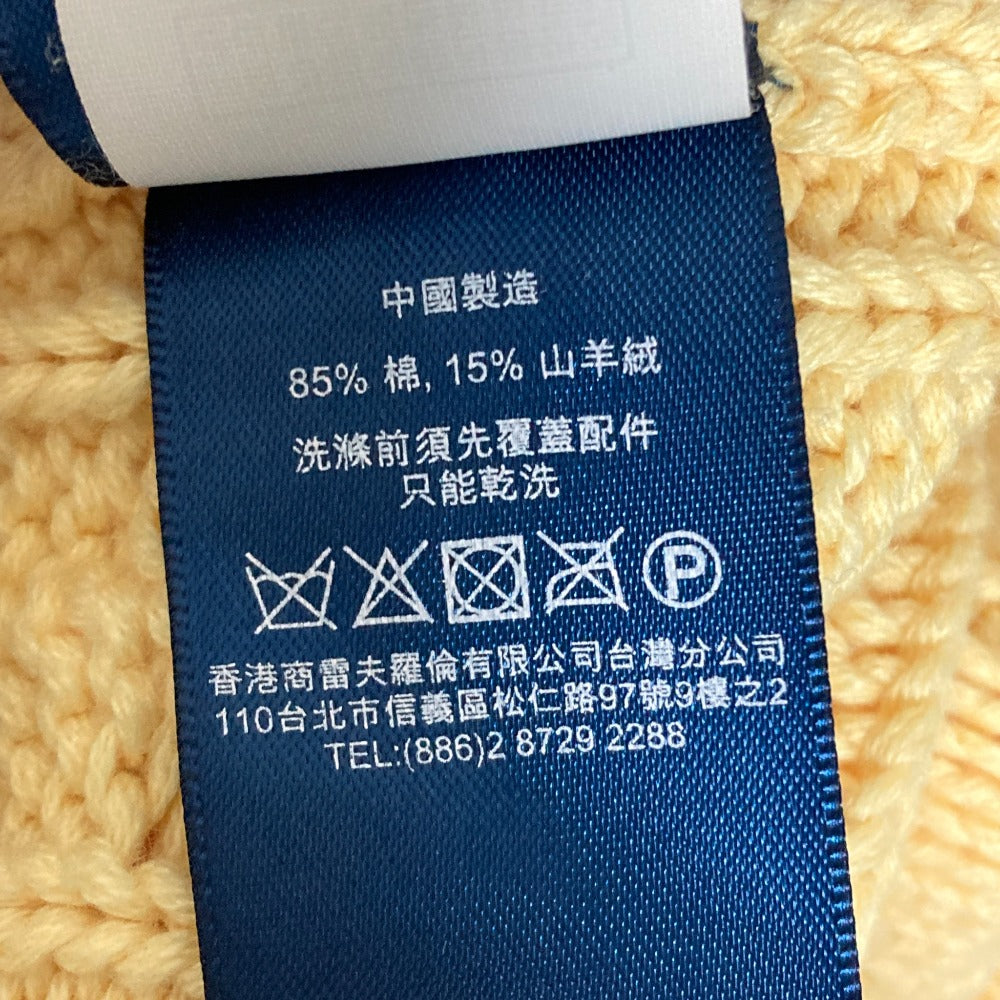 中國製造
85% 棉, 15% 山羊絨
洗滌前須先覆蓋配件
只能乾洗
P
香港商雷夫羅倫有限公司台灣分公司
110台北市信義區松仁路97號9樓之2
TEL:(886)2 8729 2288